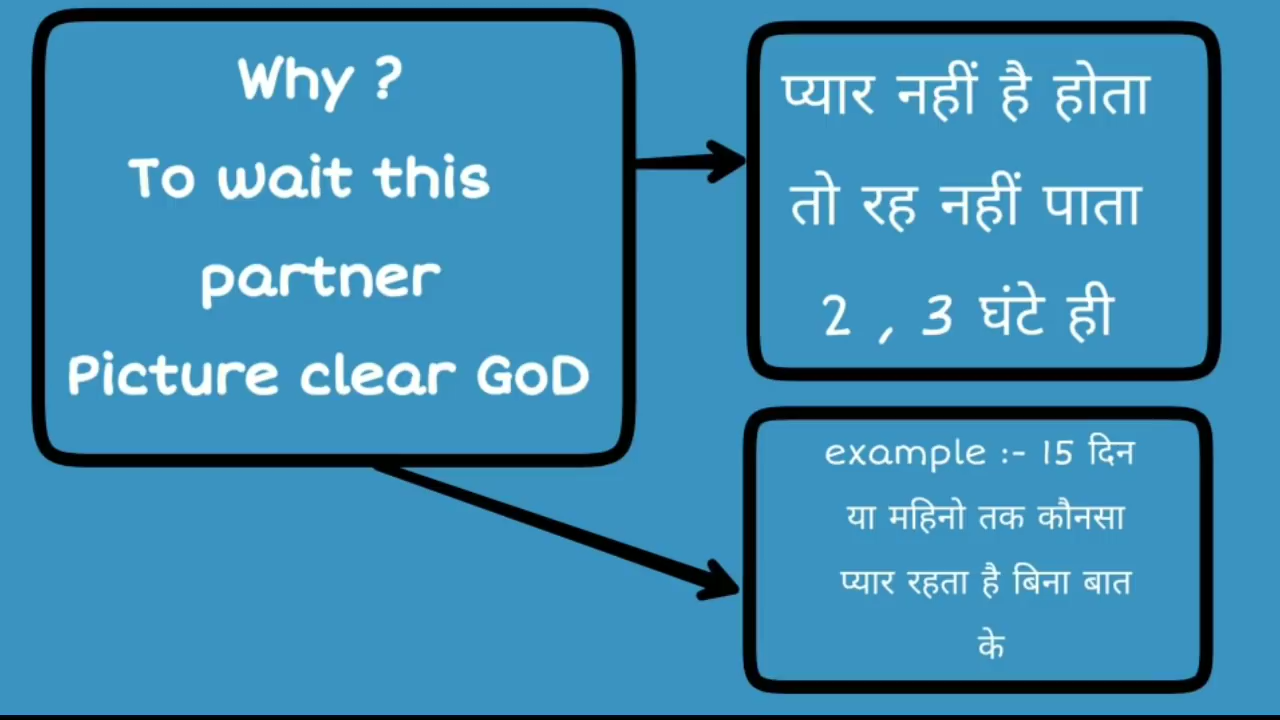 Why ?
To wait this
partner
Picture clear GoD
प्यार नहीं है होता
तो रह नहीं पाता
2 , 3 घंटे ही
example :- 15 दिन
या महिनो तक कौनसा
प्यार रहता है बिना बात
के